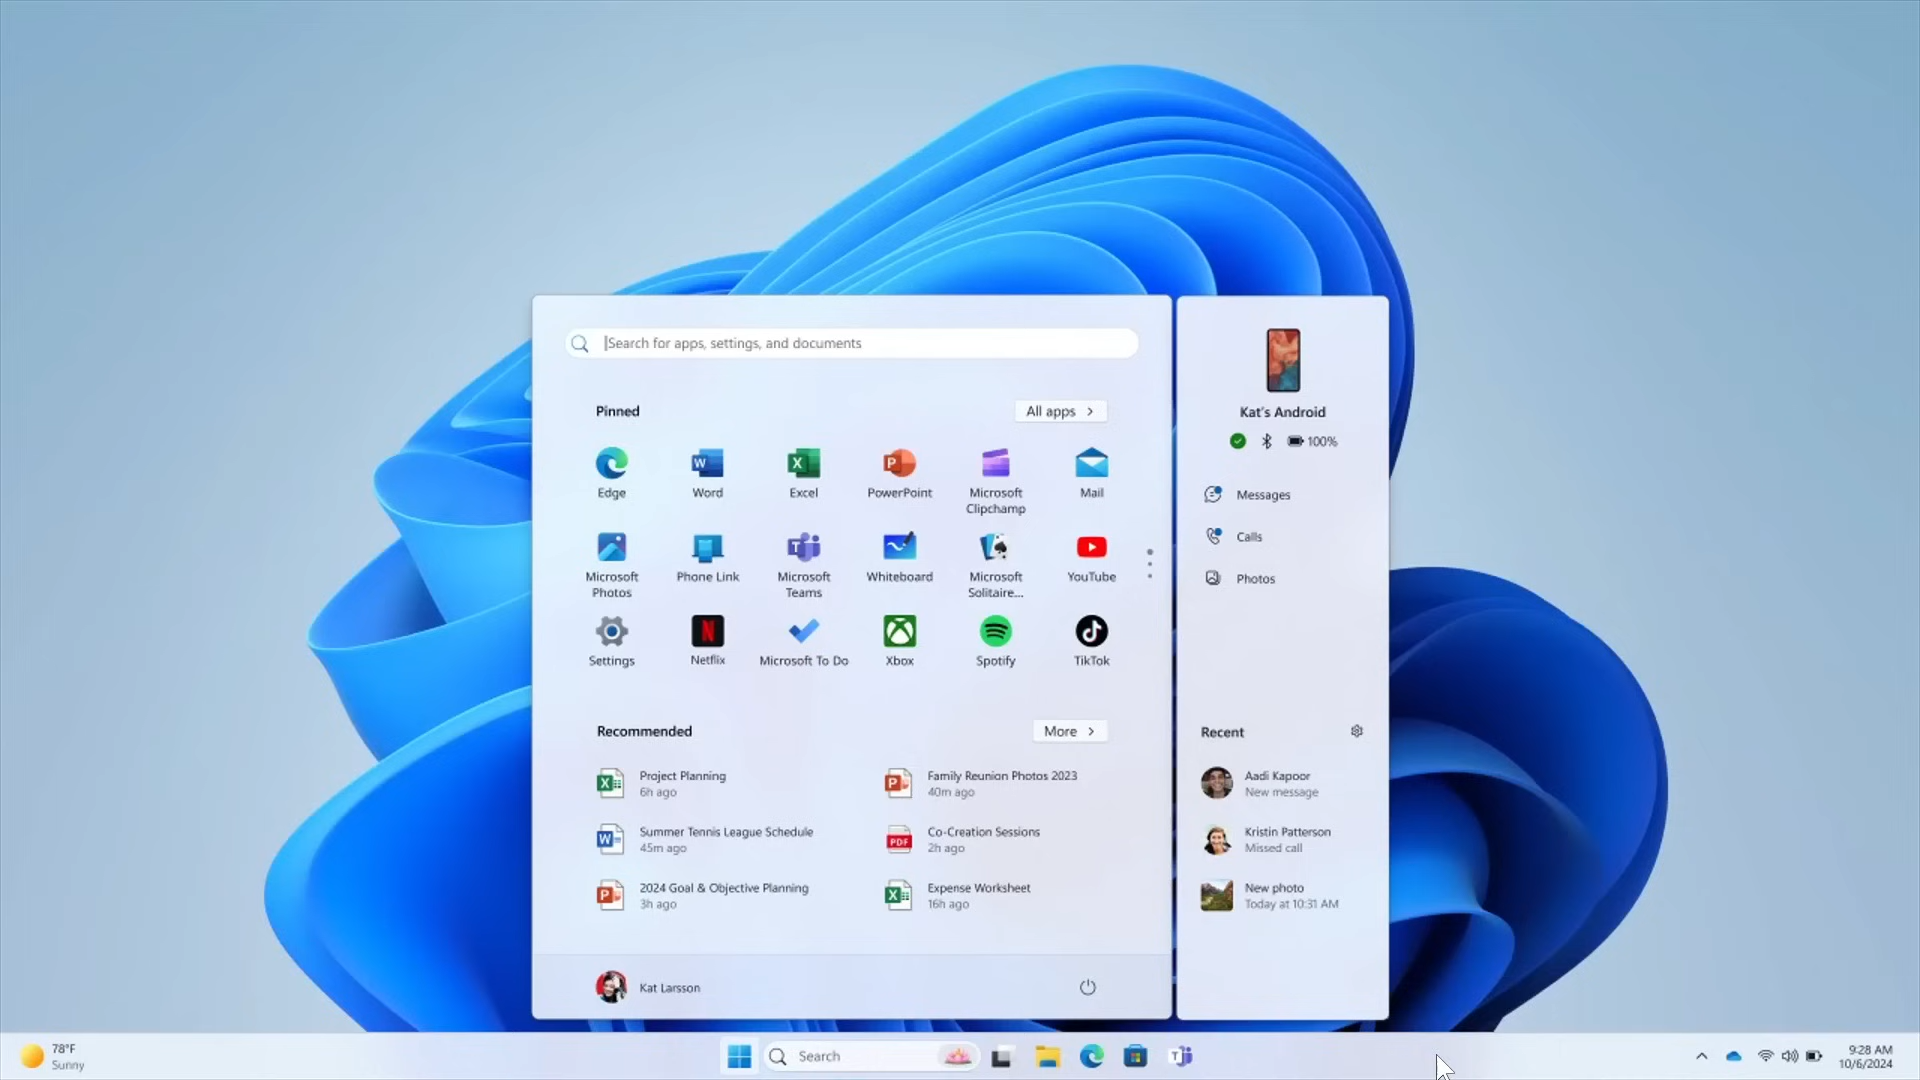 Search for apps, settings, and documents
Pinned
All apps
Edge
Word
Excel
PowerPoint
Microsoft
Clipchamp
Mail
Microsoft
Photos
Phone Link
Microsoft
Teams
Whiteboard
Microsoft
Solitaire...
YouTube
Settings
Netflix
Microsoft To Do
Xbox
Spotify
TikTok
Recommended
More
Project Planning
6h ago
Family Reunion Photos 2023
40m ago
Summer Tennis League Schedule
45m ago
PDF
Co-Creation Sessions
2h ago
2024 Goal & Objective Planning
3h ago
Expense Worksheet
16h ago
Kat Larsson
Kat's Android
100%
Messages
Calls
Photos
Recent
Aadi Kapoor
New message
Kristin Patterson
Missed call
New photo
Today at 10:31 AM
78°F
Sunny
Search
9:28 AM
10/6/2024